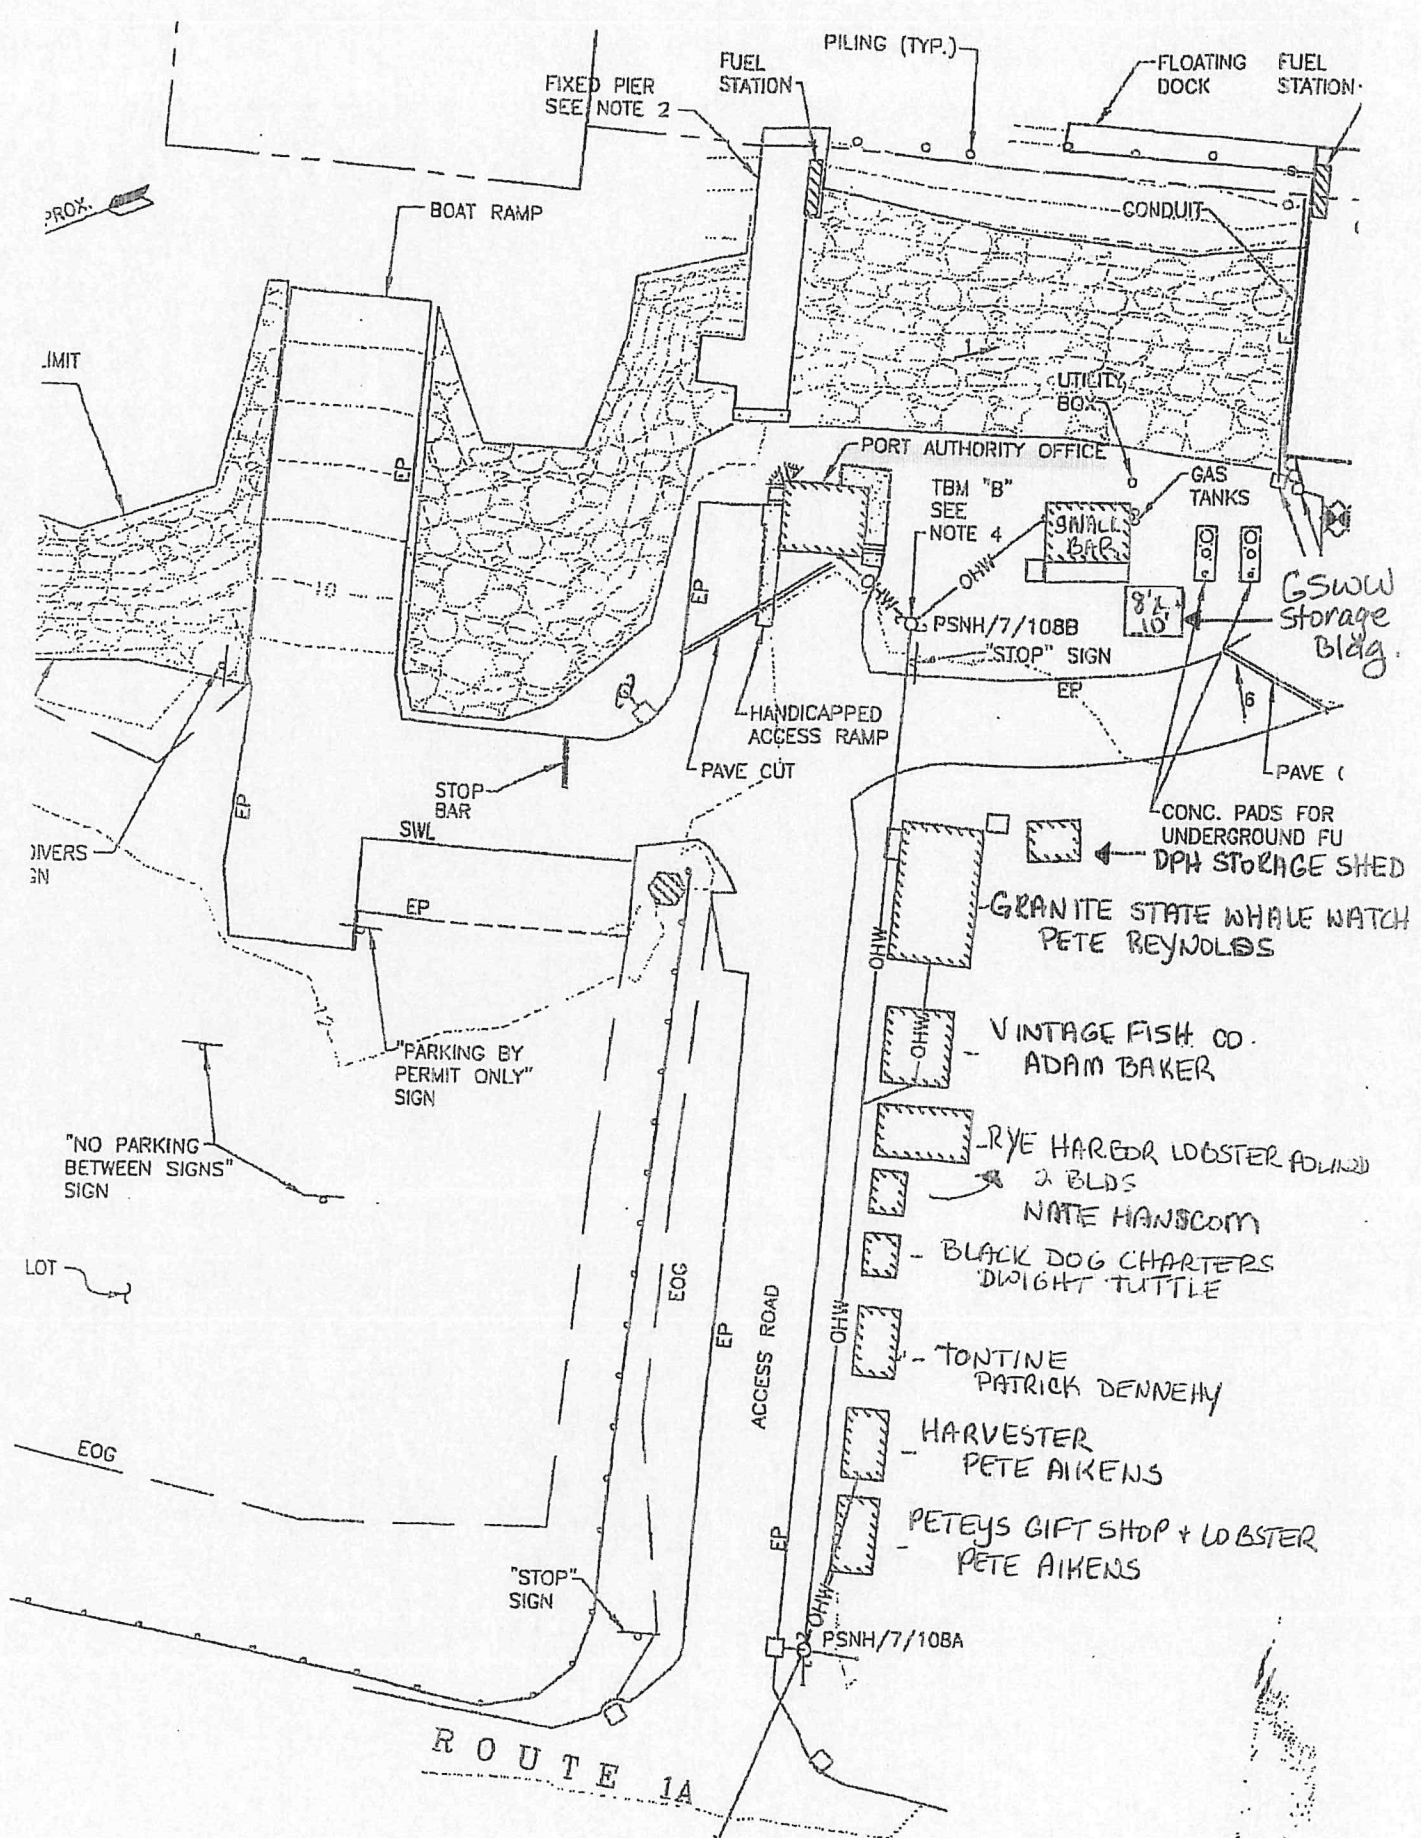 PILING (TYP.)
FUEL
STATION
FLOATING
DOCK
FUEL
STATION
FIXED PIER
SEE NOTE 2
PROX.
BOAT RAMP
CONDUIT
LIMIT
11
UTILITY
BOX
EP
PORT AUTHORITY OFFICE
GAS
TANKS
TBM "B"
SEE
NOTE 4
SMALL
BAR
OHW
OHW
10
EP
8'x
10'
GSWW
Storage
Bldg.
PSNH/7/108B
"STOP" SIGN
EP
6
HANDICAPPED
ACCESS RAMP
PAVE CUT
PAVE (
STOP
BAR
EP
SWL
CONC. PADS FOR
UNDERGROUND FU
DIVERS
GN
DPH STORAGE SHED
EP
GRANITE STATE WHALE WATCH
PETE REYNOLDS
OHW
12
"PARKING BY
PERMIT ONLY"
SIGN
OHW
VINTAGE FISH CO.
ADAM BAKER
"NO PARKING
BETWEEN SIGNS"
SIGN
RYE HARBOR LOBSTER POUND
2 BLDS
NATE HANSCOM
LOT
EOG
BLACK DOG CHARTERS
DWIGHT TUTTLE
EP
ACCESS ROAD
OHW
TONTINE
PATRICK DENNEHY
EOG
HARVESTER
PETE AIKENS
EP
PETEYS GIFT SHOP + LOBSTER
PETE AIKENS
"STOP"
SIGN
OHW
PSNH/7/108A
ROUTE 1A